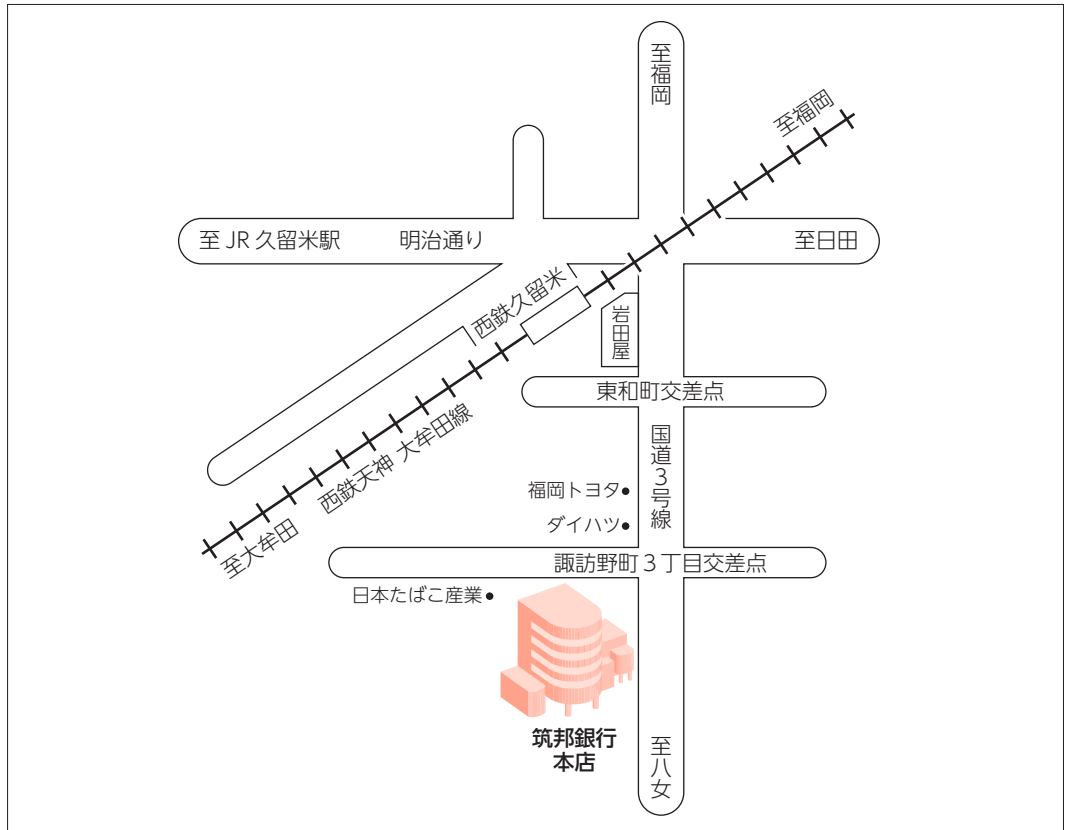 至福岡
至福岡
至 JR 久留米駅
明治通り
至日田
西鉄久留米
岩田屋
東和町交差点
西鉄天神 大牟田線
国道3号線
福岡トヨタ
ダイハツ
至大牟田
諏訪野町3丁目交差点
日本たばこ産業
筑邦銀行
本店
至八女